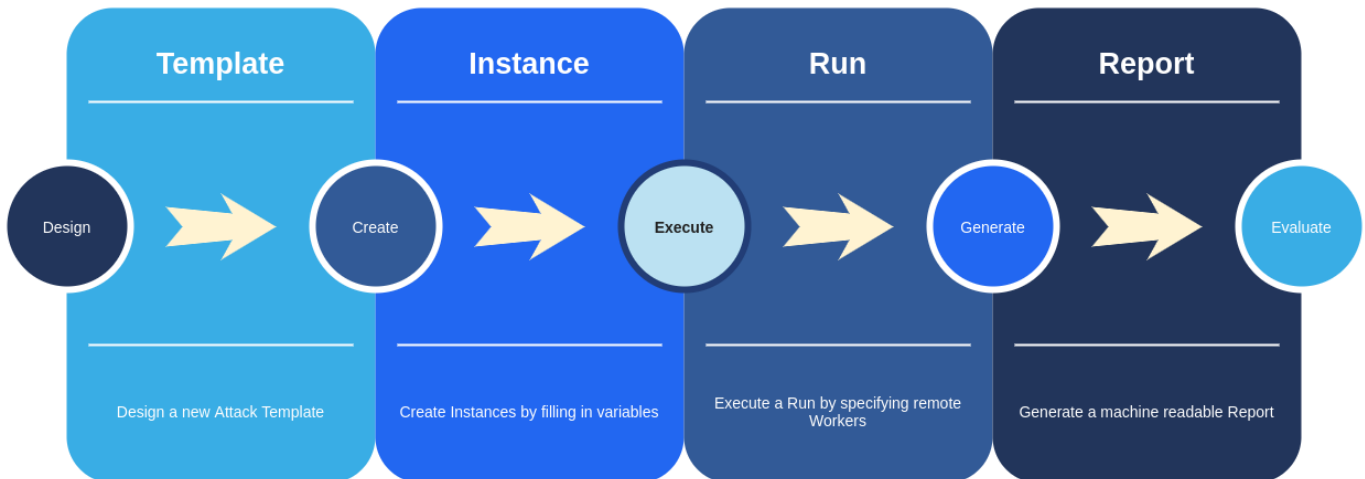 Template
Instance
Run
Report
Design
Create
Execute
Generate
Evaluate
Design a new Attack Template
Create Instances by filling in variables
Execute a Run by specifying remote
Workers
Generate a machine readable Report